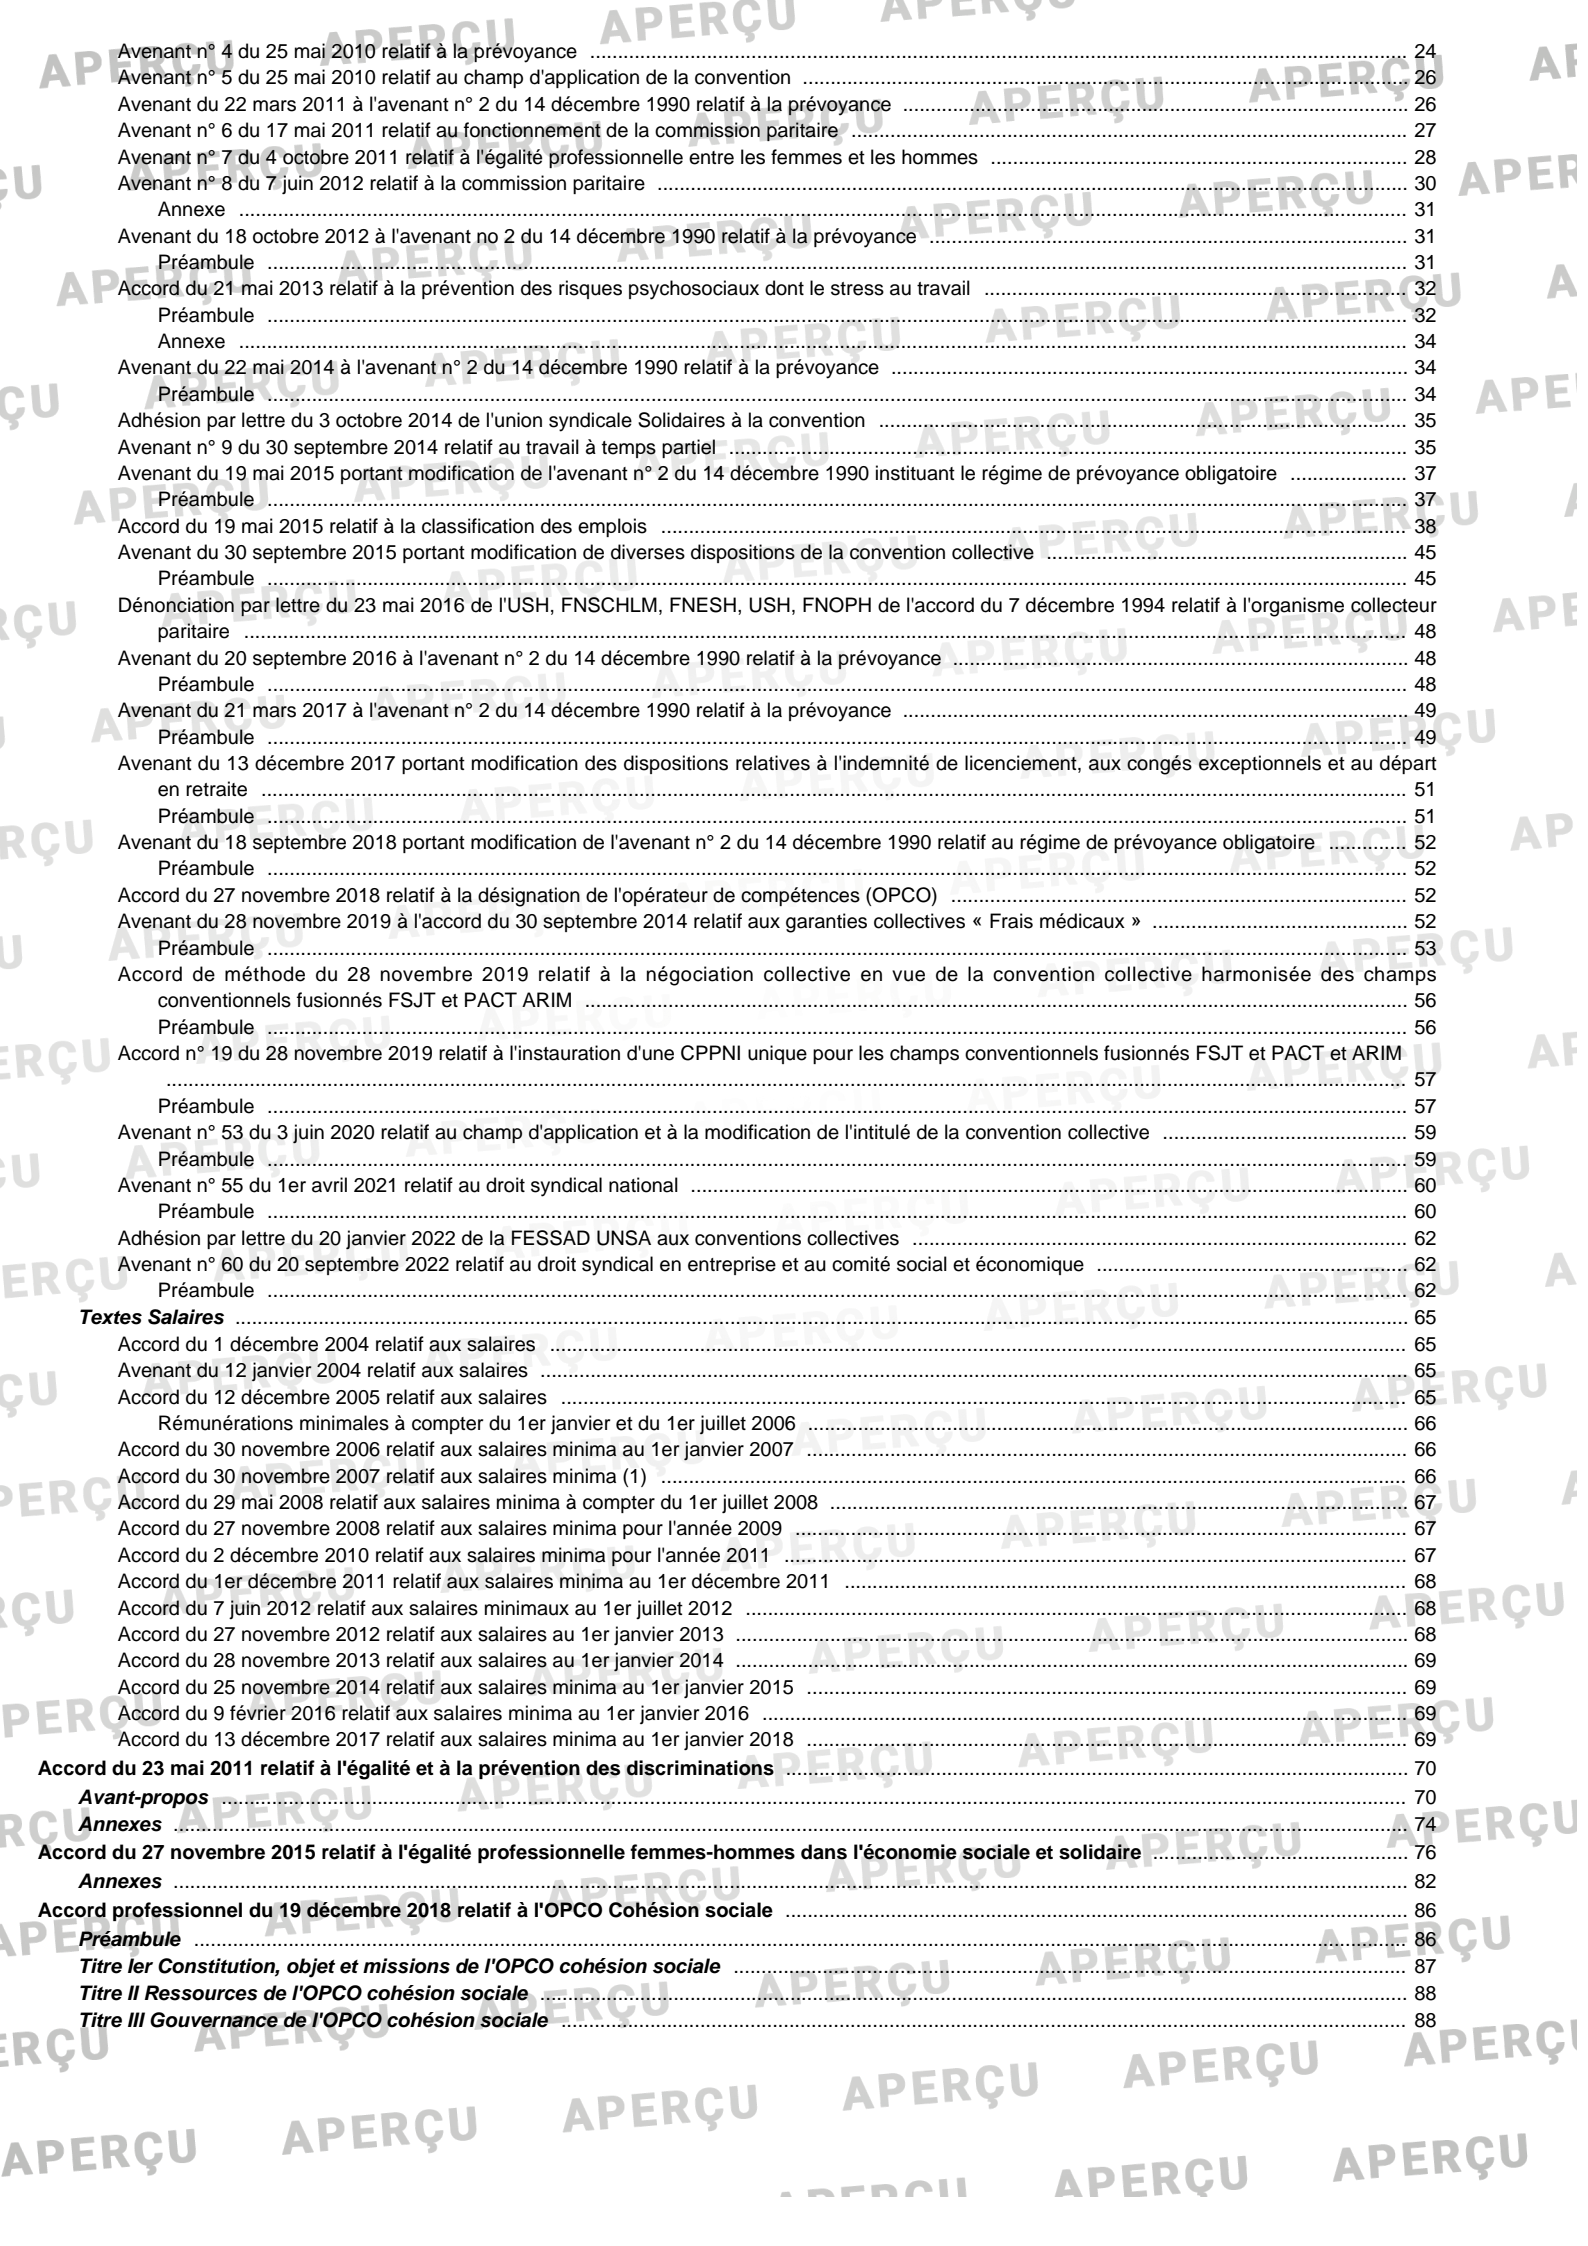 Avenant n° 4 du 25 mai 2010 relatif à la prévoyance 24
Avenant n° 5 du 25 mai 2010 relatif au champ d'application de la convention 26
Avenant du 22 mars 2011 à l'avenant n° 2 du 14 décembre 1990 relatif à la prévoyance 26
Avenant n° 6 du 17 mai 2011 relatif au fonctionnement de la commission paritaire 27
Avenant n° 7 du 4 octobre 2011 relatif à l'égalité professionnelle entre les femmes et les hommes 28
Avenant n° 8 du 7 juin 2012 relatif à la commission paritaire 30
Annexe 31
Avenant du 18 octobre 2012 à l'avenant no 2 du 14 décembre 1990 relatif à la prévoyance 31
Préambule 31
Accord du 21 mai 2013 relatif à la prévention des risques psychosociaux dont le stress au travail 32
Préambule 32
Annexe 34
Avenant du 22 mai 2014 à l'avenant n° 2 du 14 décembre 1990 relatif à la prévoyance 34
Préambule 34
Adhésion par lettre du 3 octobre 2014 de l'union syndicale Solidaires à la convention 35
Avenant n° 9 du 30 septembre 2014 relatif au travail à temps partiel 35
Avenant du 19 mai 2015 portant modification de l'avenant n° 2 du 14 décembre 1990 instituant le régime de prévoyance obligatoire 37
Préambule 37
Accord du 19 mai 2015 relatif à la classification des emplois 38
Avenant du 30 septembre 2015 portant modification de diverses dispositions de la convention collective 45
Préambule 45
Dénonciation par lettre du 23 mai 2016 de l'USH, FNSCHLM, FNESH, USH, FNOPH de l'accord du 7 décembre 1994 relatif à l'organisme collecteur
paritaire 48
Avenant du 20 septembre 2016 à l'avenant n° 2 du 14 décembre 1990 relatif à la prévoyance 48
Préambule 48
Avenant du 21 mars 2017 à l'avenant n° 2 du 14 décembre 1990 relatif à la prévoyance 49
Préambule 49
Avenant du 13 décembre 2017 portant modification des dispositions relatives à l'indemnité de licenciement, aux congés exceptionnels et au départ
en retraite 51
Préambule 51
Avenant du 18 septembre 2018 portant modification de l'avenant n° 2 du 14 décembre 1990 relatif au régime de prévoyance obligatoire 52
Préambule 52
Accord du 27 novembre 2018 relatif à la désignation de l'opérateur de compétences (OPCO) 52
Avenant du 28 novembre 2019 à l'accord du 30 septembre 2014 relatif aux garanties collectives « Frais médicaux » 52
Préambule 53
Accord de méthode du 28 novembre 2019 relatif à la négociation collective en vue de la convention collective harmonisée des champs
conventionnels fusionnés FSJT et PACT ARIM 56
Préambule 56
Accord n° 19 du 28 novembre 2019 relatif à l'instauration d'une CPPNI unique pour les champs conventionnels fusionnés FSJT et PACT et ARIM
57
Préambule 57
Avenant n° 53 du 3 juin 2020 relatif au champ d'application et à la modification de l'intitulé de la convention collective 59
Préambule 59
Avenant n° 55 du 1er avril 2021 relatif au droit syndical national 60
Préambule 60
Adhésion par lettre du 20 janvier 2022 de la FESSAD UNSA aux conventions collectives 62
Avenant n° 60 du 20 septembre 2022 relatif au droit syndical en entreprise et au comité social et économique 62
Préambule 62
Textes Salaires 65
Accord du 1 décembre 2004 relatif aux salaires 65
Avenant du 12 janvier 2004 relatif aux salaires 65
Accord du 12 décembre 2005 relatif aux salaires 65
Rémunérations minimales à compter du 1er janvier et du 1er juillet 2006 66
Accord du 30 novembre 2006 relatif aux salaires minima au 1er janvier 2007 66
Accord du 30 novembre 2007 relatif aux salaires minima (1) 66
Accord du 29 mai 2008 relatif aux salaires minima à compter du 1er juillet 2008 67
Accord du 27 novembre 2008 relatif aux salaires minima pour l'année 2009 67
Accord du 2 décembre 2010 relatif aux salaires minima pour l'année 2011 67
Accord du 1er décembre 2011 relatif aux salaires minima au 1er décembre 2011 68
Accord du 7 juin 2012 relatif aux salaires minimaux au 1er juillet 2012 68
Accord du 27 novembre 2012 relatif aux salaires au 1er janvier 2013 68
Accord du 28 novembre 2013 relatif aux salaires au 1er janvier 2014 69
Accord du 25 novembre 2014 relatif aux salaires minima au 1er janvier 2015 69
Accord du 9 février 2016 relatif aux salaires minima au 1er janvier 2016 69
Accord du 13 décembre 2017 relatif aux salaires minima au 1er janvier 2018 69
Accord du 23 mai 2011 relatif à l'égalité et à la prévention des discriminations 70
Avant-propos 70
Annexes 74
Accord du 27 novembre 2015 relatif à l'égalité professionnelle femmes-hommes dans l'économie sociale et solidaire 76
Annexes 82
Accord professionnel du 19 décembre 2018 relatif à l'OPCO Cohésion sociale 86
Préambule 86
Titre Ier Constitution, objet et missions de l'OPCO cohésion sociale 87
Titre II Ressources de l'OPCO cohésion sociale 88
Titre III Gouvernance de l'OPCO cohésion sociale 88
APERÇU